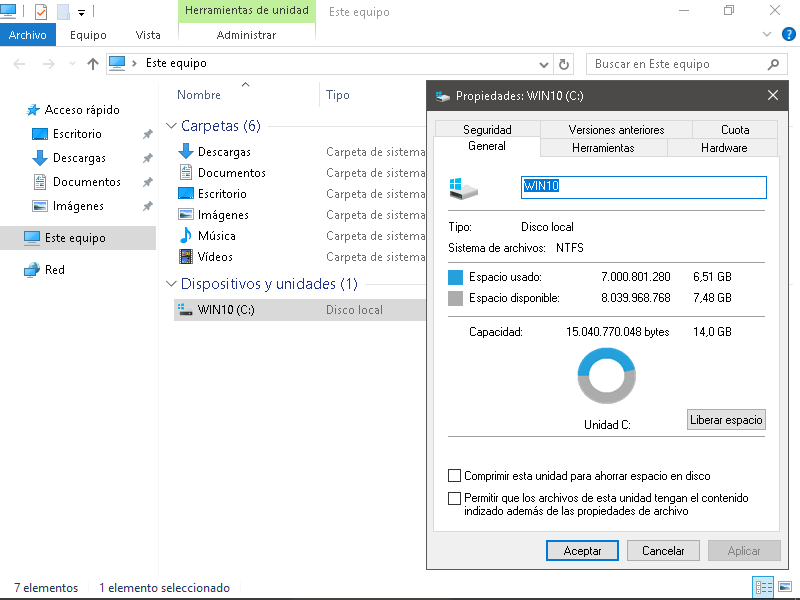 Herramientas de unidad
Este equipo
Archivo
Equipo
Vista
Administrar
?
Este equipo
Buscar en Este equipo
Acceso rápido
Escritorio
Descargas
Documentos
Imágenes
Este equipo
Red
Nombre
Tipo
Carpetas (6)
Descargas
Carpeta de sistema
Documentos
Carpeta de sistema
Escritorio
Carpeta de sistema
Imágenes
Carpeta de sistema
Música
Carpeta de sistema
Vídeos
Carpeta de sistema
Dispositivos y unidades (1)
WIN10 (C:)
Disco local
Propiedades: WIN10 (C:)
Seguridad
Versiones anteriores
Cuota
General
Herramientas
Hardware
WIN10
Tipo:
Disco local
Sistema de archivos:
NTFS
Espacio usado:
7.000.801.280
6,51 GB
Espacio disponible:
8.039.968.768
7,48 GB
Capacidad:
15.040.770.048 bytes
14,0 GB
Unidad C:
Liberar espacio
Comprimir esta unidad para ahorrar espacio en disco
Permitir que los archivos de esta unidad tengan el contenido
indizado además de las propiedades de archivo
Aceptar
Cancelar
Aplicar
7 elementos
1 elemento seleccionado